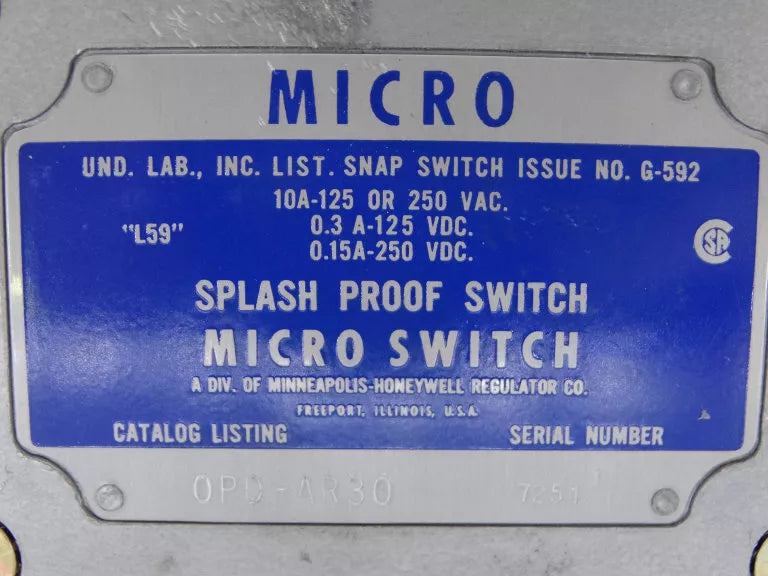 MICRO
UND. LAB., INC. LIST. SNAP SWITCH ISSUE NO. G-592
10A-125 OR 250 VAC.
"L59"
0.3 A-125 VDC.
0.15A-250 VDC.
SA
SPLASH PROOF SWITCH
MICRO SWITCH
A DIV. OF MINNEAPOLIS-HONEYWELL REGULATOR CO.
FREEPORT, ILLINOIS, U.S.A.
CATALOG LISTING
SERIAL NUMBER
OPD-AR30
7251